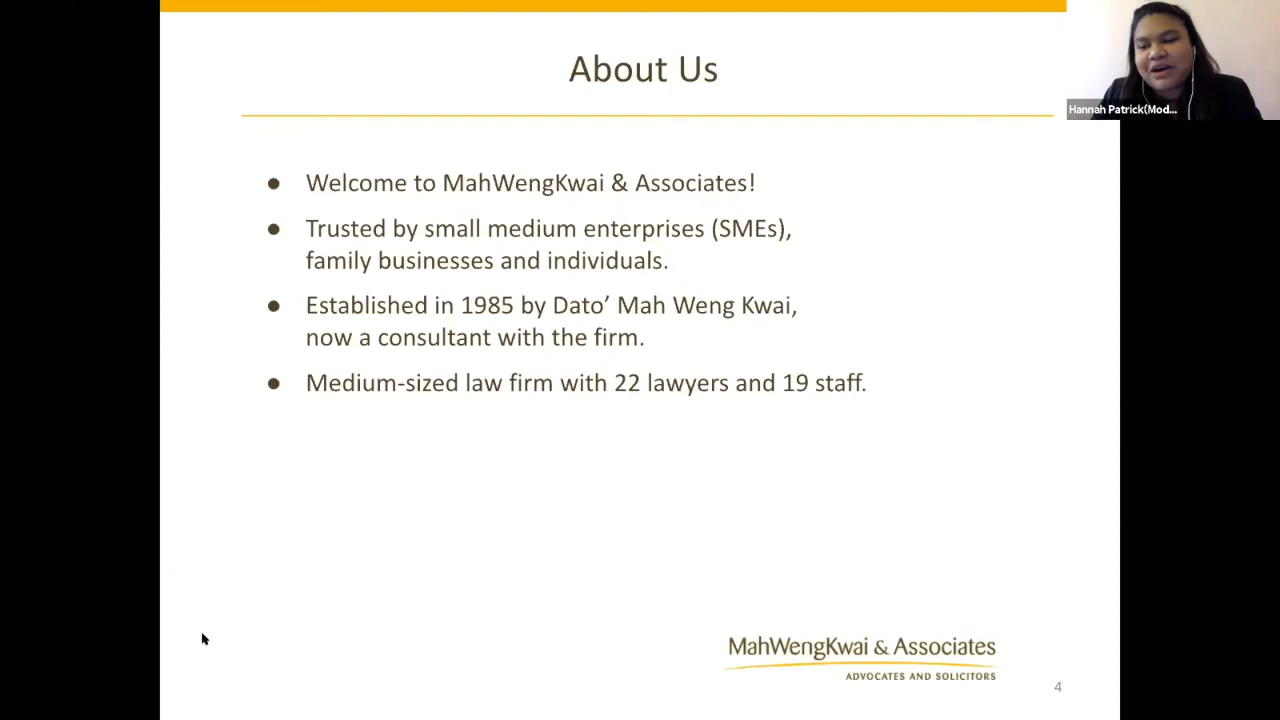 About Us
Hannah Patrick(Mod...
● Welcome to MahWengKwai & Associates!
● Trusted by small medium enterprises (SMEs),
family businesses and individuals.
● Established in 1985 by Dato’ Mah Weng Kwai,
now a consultant with the firm.
● Medium-sized law firm with 22 lawyers and 19 staff.
MahWengKwai & Associates
ADVOCATES AND SOLICITORS
4